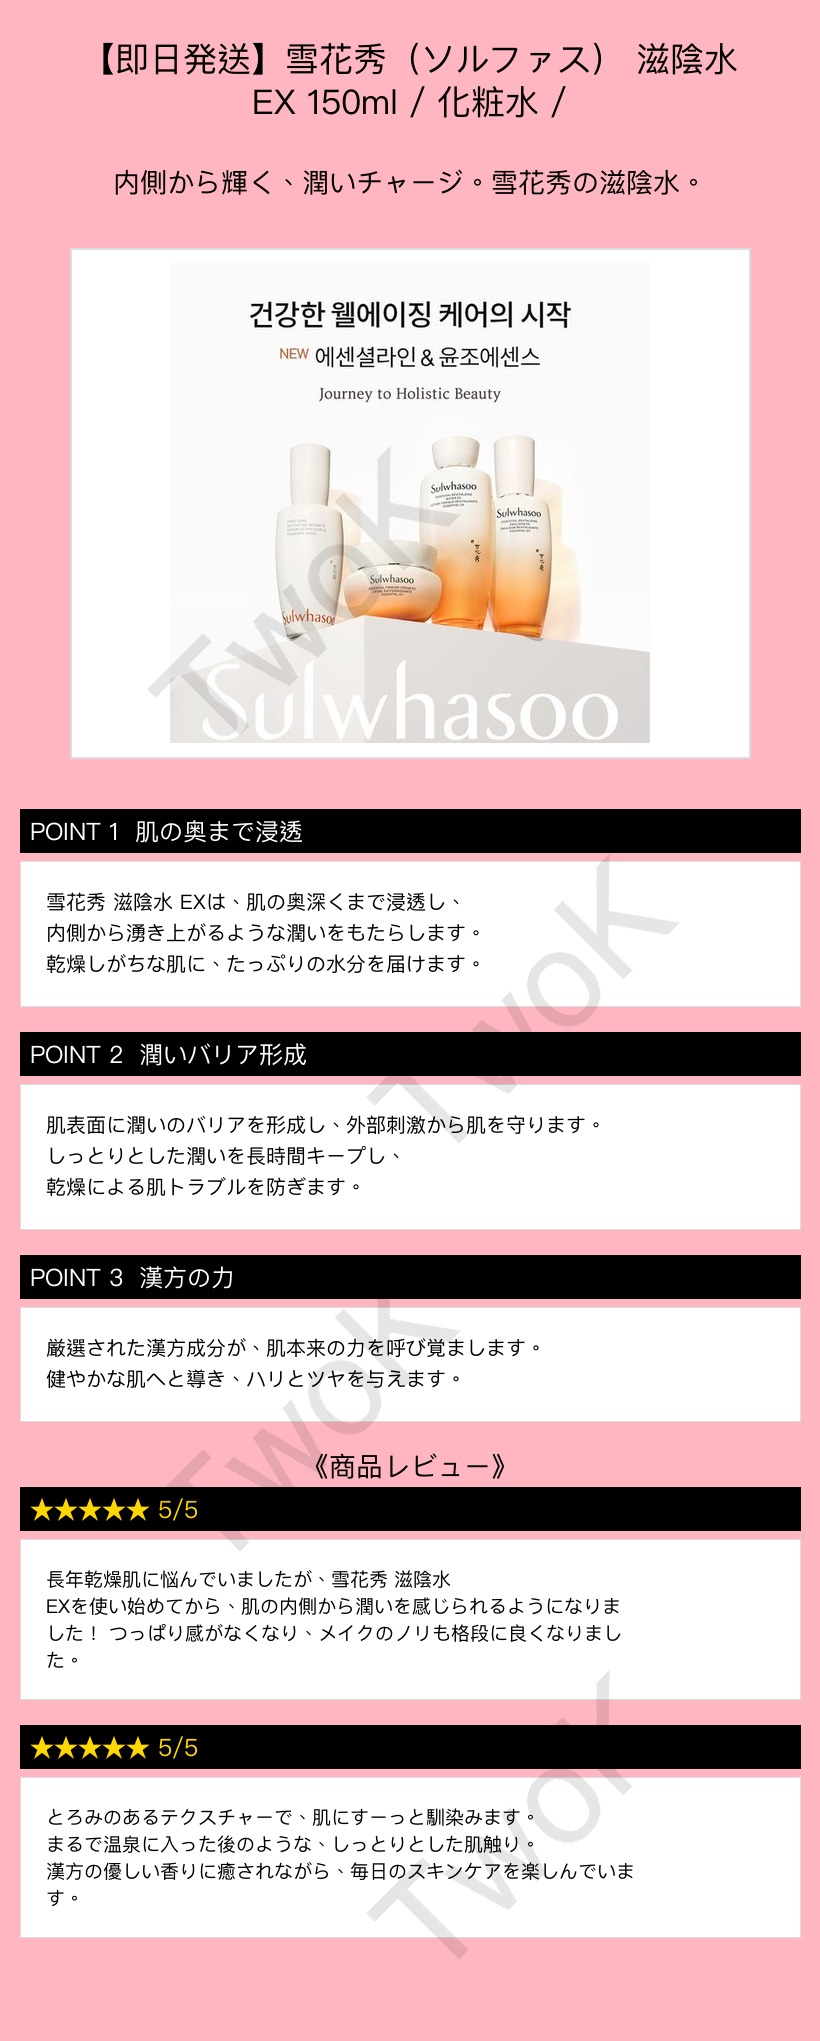 【即日発送】雪花秀（ソルファス） 滋陰水
EX 150ml / 化粧水 /
内側から輝く、潤いチャージ。雪花秀の滋陰水。
건강한 웰에이징 케어의 시작
NEW 에센셜라인 & 윤조에센스
Journey to Holistic Beauty
Sulwhasoo
Sulwhasoo
Sulwhasoo
Sulwhasoo
Sulwhasoo
TwoK
POINT 1 肌の奥まで浸透
雪花秀 滋陰水 EXは、肌の奥深くまで浸透し、
内側から湧き上がるような潤いをもたらします。
乾燥しがちな肌に、たっぷりの水分を届けます。
TwoK
POINT 2 潤いバリア形成
肌表面に潤いのバリアを形成し、外部刺激から肌を守ります。
しっとりとした潤いを長時間キープし、
乾燥による肌トラブルを防ぎます。
POINT 3 漢方の力
厳選された漢方成分が、肌本来の力を呼び覚まします。
健やかな肌へと導き、ハリとツヤを与えます。
TwoK
《商品レビュー》
★★★★★ 5/5
長年乾燥肌に悩んでいましたが、雪花秀 滋陰水
EXを使い始めてから、肌の内側から潤いを感じられるようになりま
した！ つっぱり感がなくなり、メイクのノリも格段に良くなりまし
た。
★★★★★ 5/5
とろみのあるテクスチャーで、肌にすーっと馴染みます。
まるで温泉に入った後のような、しっとりとした肌触り。
漢方の優しい香りに癒されながら、毎日のスキンケアを楽しんでいま
す。
TwoK